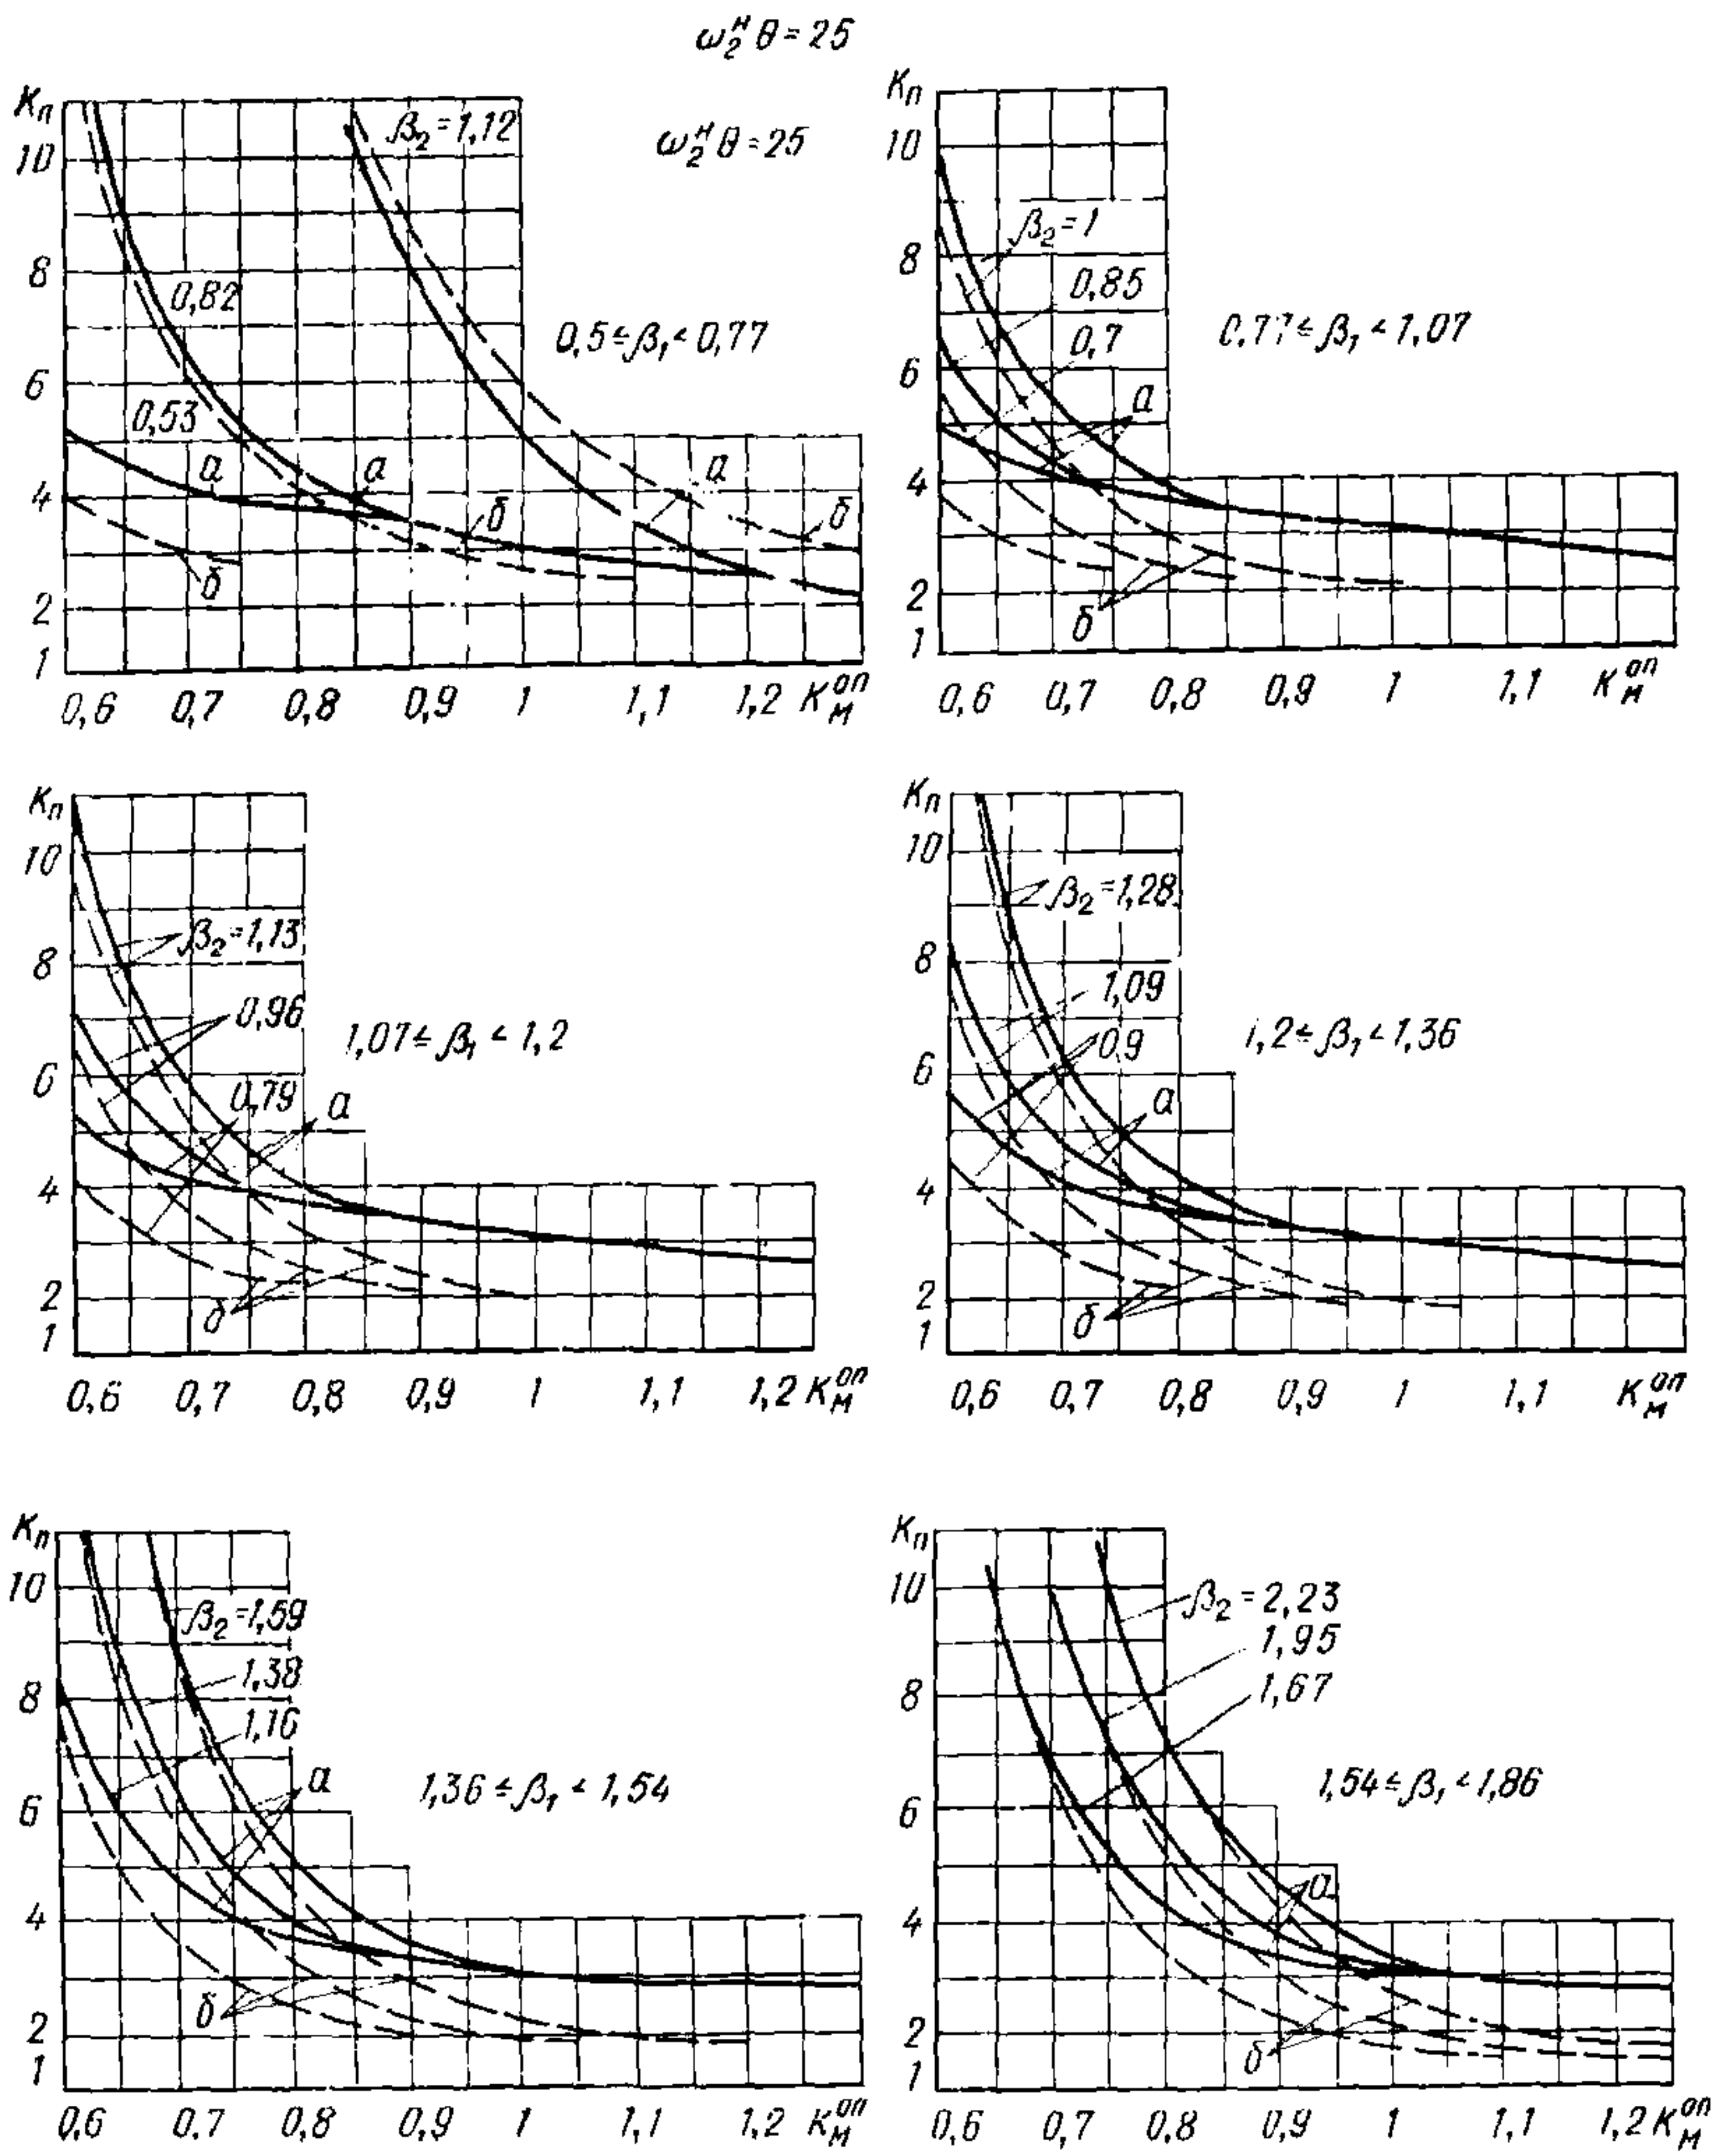 ω₂ᴴθ = 25
Kп
β₂=1,12
ω₂ᴴθ=25
10
8
0,82
0,5≤β₁<0,77
6
0,53
а
а
а
4
б
б
б
2
1
0,6 0,7 0,8 0,9 1 1,1 1,2 Kмᵒⁿ
Kп
10
β₂=1
8
0,85
0,7
0,77≤β₁<1,07
6
а
4
2
б
1
0,6 0,7 0,8 0,9 1 1,1 Kмᵒⁿ
Kп
10
β₂=1,13
8
0,96
1,07≤β₁<1,2
6
0,79
а
4
2
б
1
0,6 0,7 0,8 0,9 1 1,1 1,2 Kмᵒⁿ
Kп
10
β₂=1,28
8
1,09
0,9
1,2≤β₁<1,36
6
а
4
2
б
1
0,6 0,7 0,8 0,9 1 1,1 Kмᵒⁿ
Kп
10
β₂=1,59
1,38
8
1,16
а
1,36≤β₁<1,54
6
4
б
2
1
0,6 0,7 0,8 0,9 1 1,1 1,2 Kмᵒⁿ
Kп
10
β₂=2,23
1,95
8
1,67
1,54≤β₁<1,86
6
а
4
2
б
1
0,6 0,7 0,8 0,9 1 1,1 1,2 Kмᵒⁿ